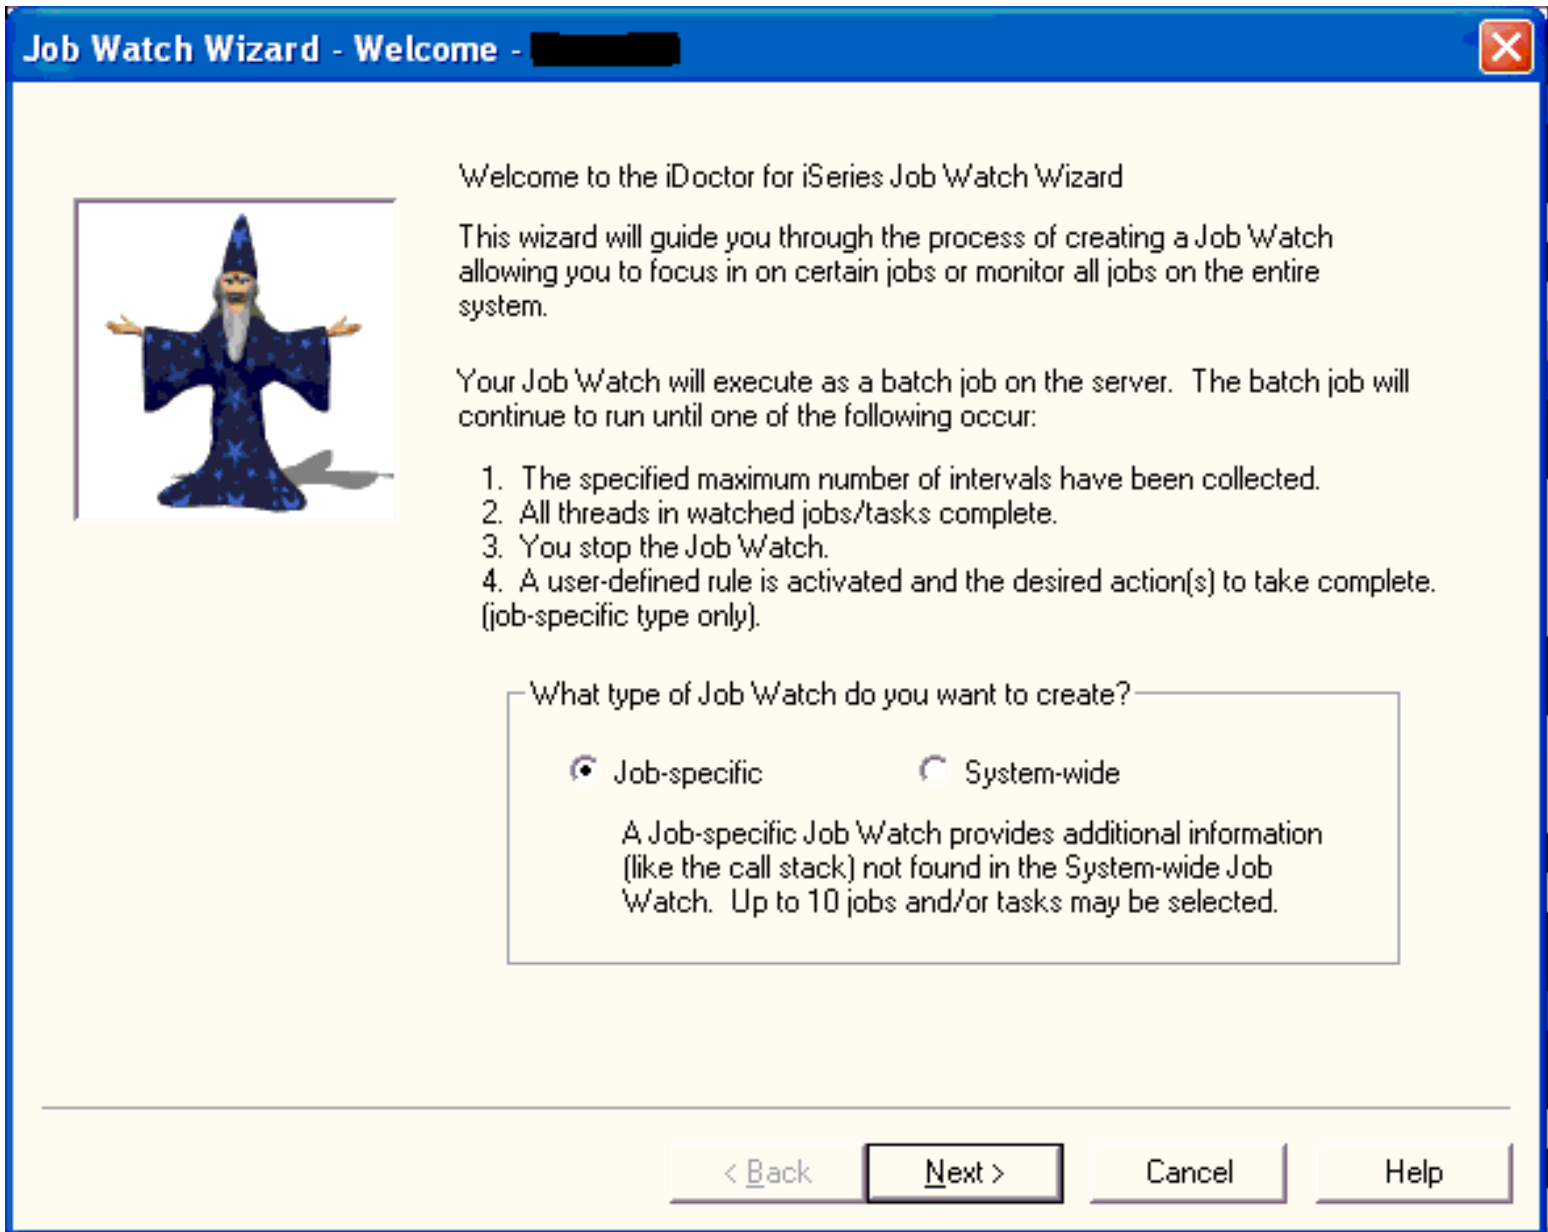 Job Watch Wizard - Welcome -
Welcome to the iDoctor for iSeries Job Watch Wizard
This wizard will guide you through the process of creating a Job Watch
allowing you to focus in on certain jobs or monitor all jobs on the entire
system.
Your Job Watch will execute as a batch job on the server.  The batch job will
continue to run until one of the following occur:
1.  The specified maximum number of intervals have been collected.
2.  All threads in watched jobs/tasks complete.
3.  You stop the Job Watch.
4.  A user-defined rule is activated and the desired action(s) to take complete.
(job-specific type only).
What type of Job Watch do you want to create?
Job-specific
System-wide
A Job-specific Job Watch provides additional information
(like the call stack) not found in the System-wide Job
Watch.  Up to 10 jobs and/or tasks may be selected.
< Back
Next >
Cancel
Help